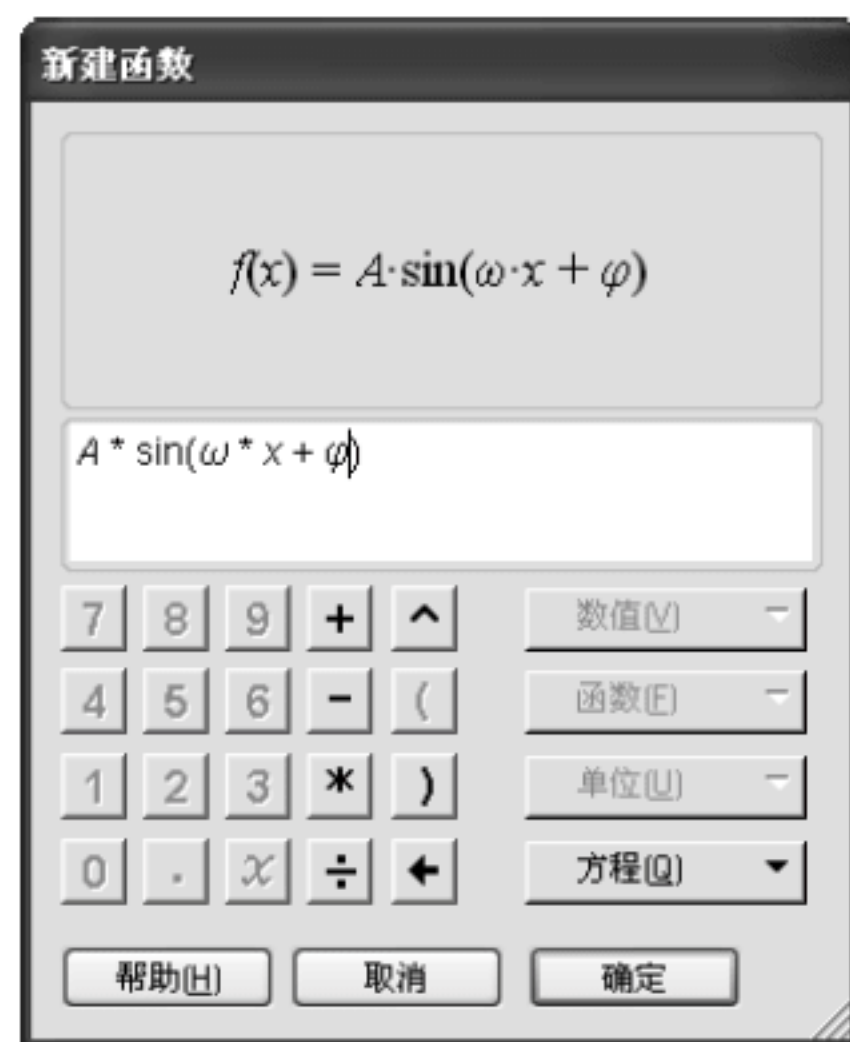 新建函数
f(x) = A·sin(ω·x + φ)
A * sin(ω * x + φ)
7 8 9 + ^ 数值(V)
4 5 6 - ( 函数(F)
1 2 3 * ) 单位(U)
0 . x ÷ ← 方程(Q)
帮助(H) 取消 确定